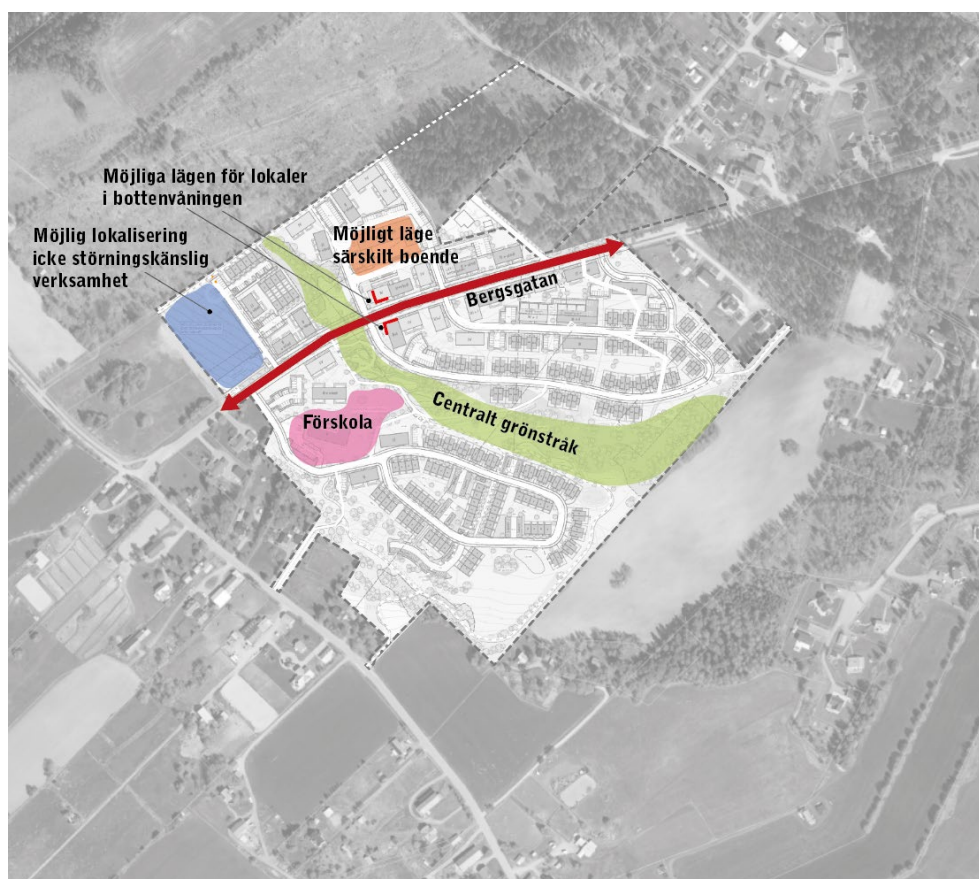 Möjliga lägen för lokaler
i bottenvåningen
Möjlig lokalisering
icke störningskänslig
verksamhet
Möjligt läge
särskilt boende
Bergsgatan
Förskola
Centralt grönstråk